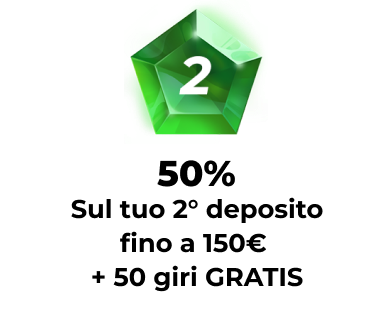 2
50%
Sul tuo 2° deposito
fino a 150€
+ 50 giri GRATIS